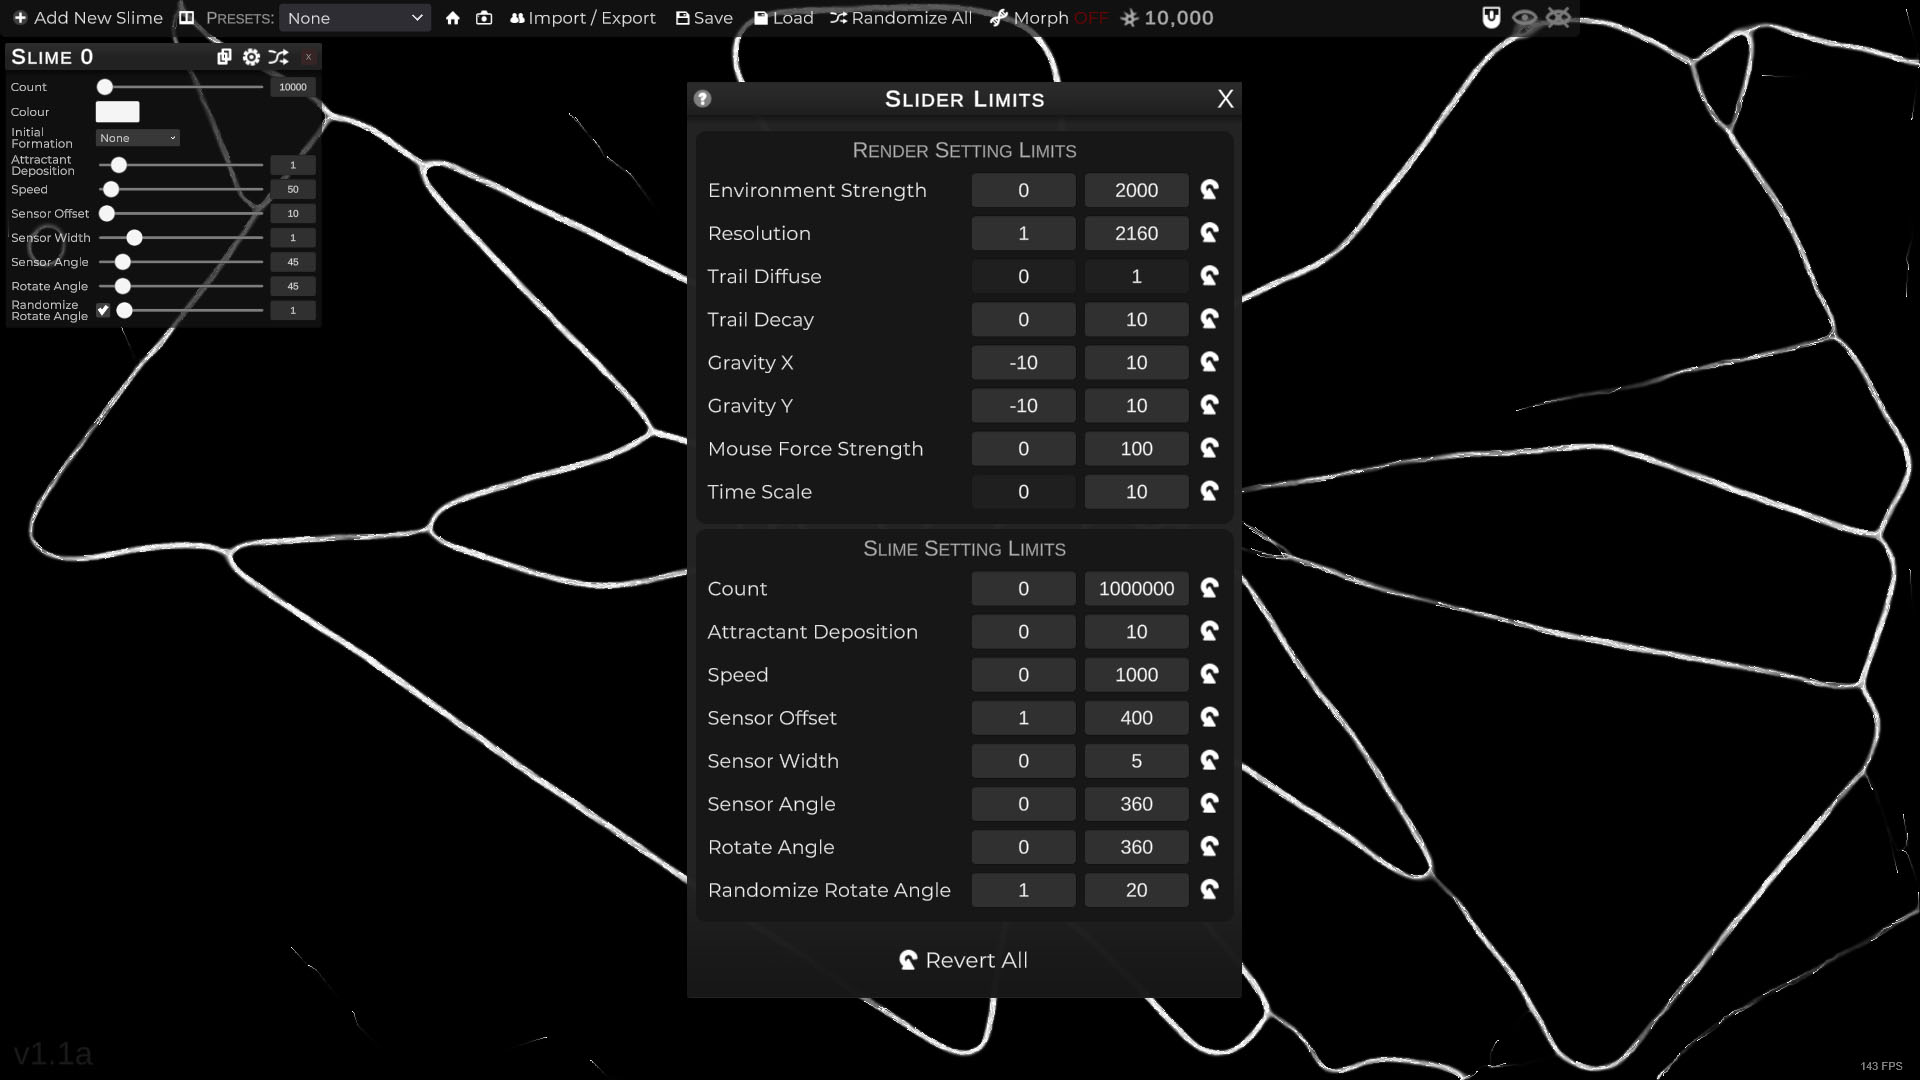 Add New Slime PRESETS: None Import / Export Save Load Randomize All Morph OFF 10,000
SLIME 0 x
Count 10000
Colour
Initial Formation None
Attractant Deposition 1
Speed 50
Sensor Offset 10
Sensor Width 1
Sensor Angle 45
Rotate Angle 45
Randomize Rotate Angle 1
? SLIDER LIMITS X
RENDER SETTING LIMITS
Environment Strength 0 2000
Resolution 1 2160
Trail Diffuse 0 1
Trail Decay 0 10
Gravity X -10 10
Gravity Y -10 10
Mouse Force Strength 0 100
Time Scale 0 10
SLIME SETTING LIMITS
Count 0 1000000
Attractant Deposition 0 10
Speed 0 1000
Sensor Offset 1 400
Sensor Width 0 5
Sensor Angle 0 360
Rotate Angle 0 360
Randomize Rotate Angle 1 20
Revert All
v1.1a
143 FPS